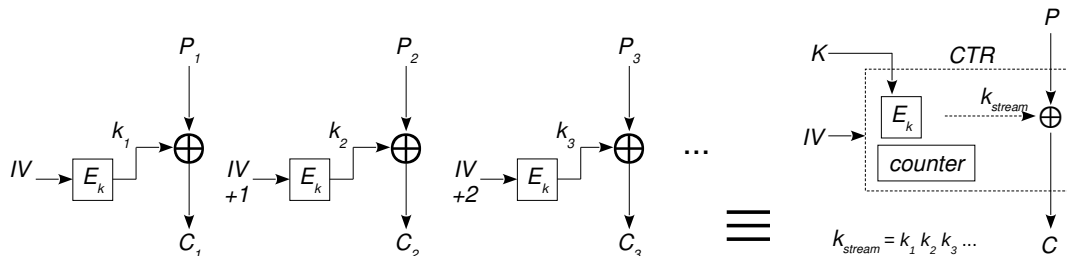 P1 P2 P3 P
K CTR
k1 k2 k3 Ek kstream
IV Ek IV +1 Ek IV +2 Ek ... IV
counter
C1 C2 C3 kstream = k1 k2 k3 ... C